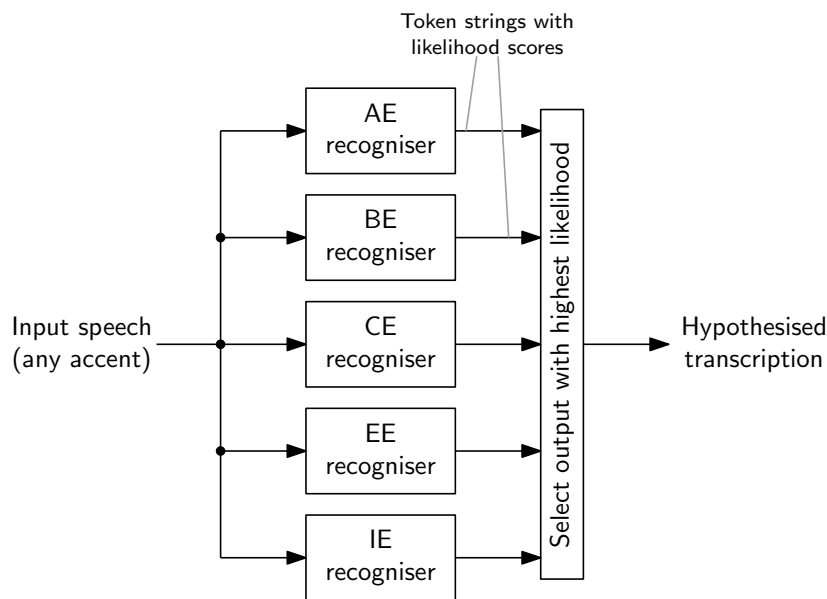 Token strings with
likelihood scores
AE
recogniser
BE
recogniser
Input speech
(any accent)
CE
recogniser
EE
recogniser
IE
recogniser
Select output with highest likelihood
Hypothesised
transcription